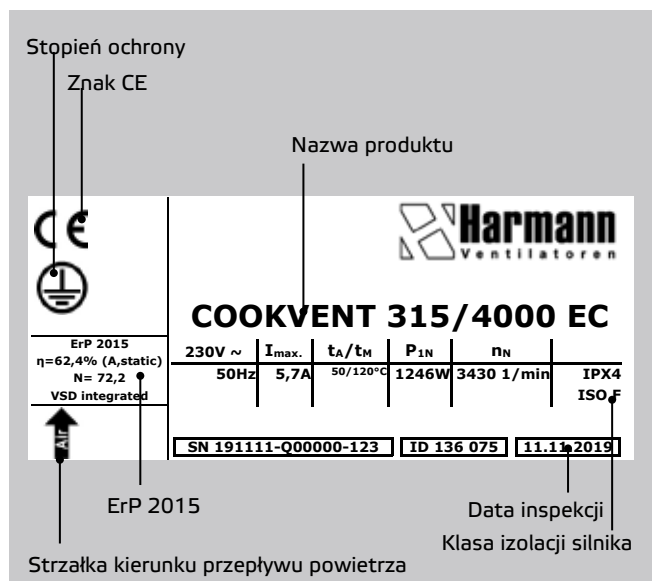 Stopień ochrony
Znak CE
Nazwa produktu
CE
Harmann
Ventilatoren
COOKVENT 315/4000 EC
ErP 2015
η=62,4% (A,static)
N= 72,2
VSD integrated
230V ~ Imax. tA/tM P1N nN
50Hz 5,7A 50/120°C 1246W 3430 1/min IPX4
ISO F
Air
SN 191111-Q00000-123 ID 136 075 11.11.2019
ErP 2015
Data inspekcji
Klasa izolacji silnika
Strzałka kierunku przepływu powietrza